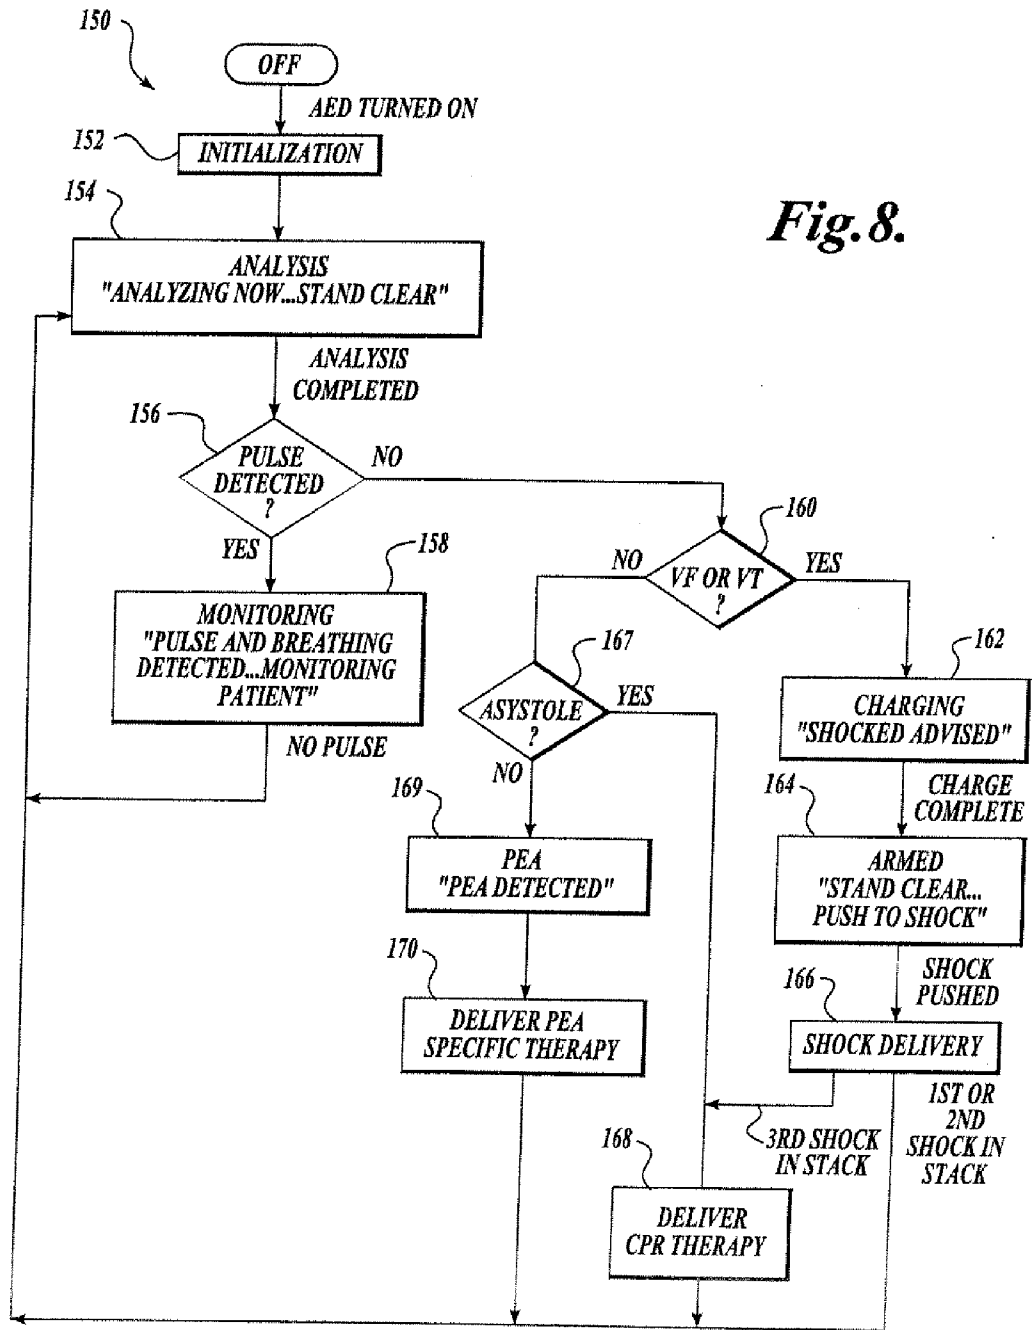 150
OFF
AED TURNED ON
152
INITIALIZATION
154
Fig.8.
ANALYSIS
"ANALYZING NOW...STAND CLEAR"
ANALYSIS
COMPLETED
156
PULSE
DETECTED
?
NO
YES
158
MONITORING
"PULSE AND BREATHING
DETECTED...MONITORING
PATIENT"
NO PULSE
160
VF OR VT
?
NO
YES
167
ASYSTOLE
?
YES
NO
162
CHARGING
"SHOCKED ADVISED"
CHARGE
COMPLETE
164
ARMED
"STAND CLEAR...
PUSH TO SHOCK"
SHOCK
PUSHED
169
PEA
"PEA DETECTED"
170
DELIVER PEA
SPECIFIC THERAPY
166
SHOCK DELIVERY
1ST OR
2ND
SHOCK IN
STACK
3RD SHOCK
IN STACK
168
DELIVER
CPR THERAPY